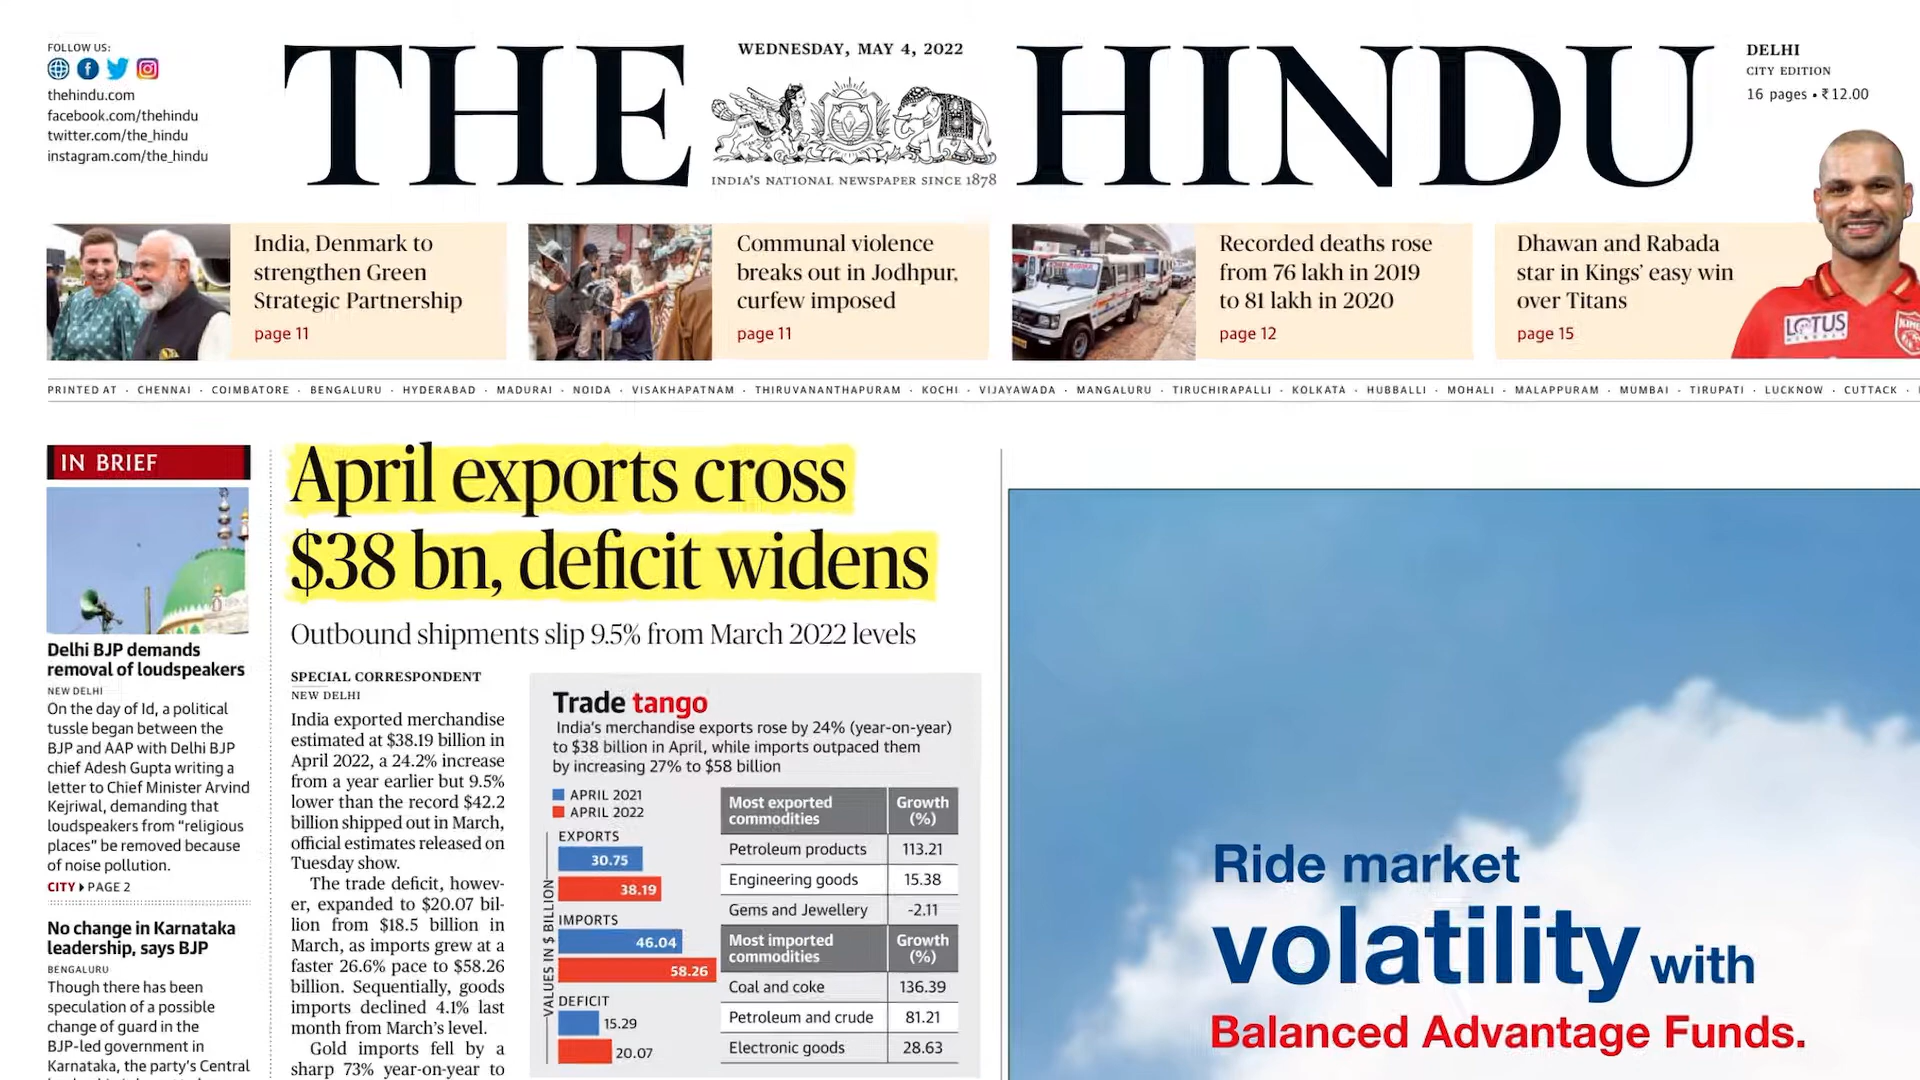 FOLLOW US:
thehindu.com
facebook.com/thehindu
twitter.com/the_hindu
instagram.com/the_hindu
THE HINDU
WEDNESDAY, MAY 4, 2022
INDIA'S NATIONAL NEWSPAPER SINCE 1878
DELHI
CITY EDITION
16 pages • ₹12.00
India, Denmark to
strengthen Green
Strategic Partnership
page 11
Communal violence
breaks out in Jodhpur,
curfew imposed
page 11
AMBULANCE
Recorded deaths rose
from 76 lakh in 2019
to 81 lakh in 2020
page 12
Dhawan and Rabada
star in Kings' easy win
over Titans
page 15
LOTUS
HERBALS
KINGS
PRINTED AT · CHENNAI · COIMBATORE · BENGALURU · HYDERABAD · MADURAI · NOIDA · VISAKHAPATNAM · THIRUVANANTHAPURAM · KOCHI · VIJAYAWADA · MANGALURU · TIRUCHIRAPALLI · KOLKATA · HUBBALLI · MOHALI · MALAPPURAM · MUMBAI · TIRUPATI · LUCKNOW · CUTTACK ·
IN BRIEF
Delhi BJP demands
removal of loudspeakers
NEW DELHI
On the day of Id, a political
tussle began between the
BJP and AAP with Delhi BJP
chief Adesh Gupta writing a
letter to Chief Minister Arvind
Kejriwal, demanding that
loudspeakers from “religious
places” be removed because
of noise pollution.
CITY PAGE 2
No change in Karnataka
leadership, says BJP
BENGALURU
Though there has been
speculation of a possible
change of guard in the
BJP-led government in
Karnataka, the party's Central
April exports cross
$38 bn, deficit widens
Outbound shipments slip 9.5% from March 2022 levels
SPECIAL CORRESPONDENT
NEW DELHI
India exported merchandise
estimated at $38.19 billion in
April 2022, a 24.2% increase
from a year earlier but 9.5%
lower than the record $42.2
billion shipped out in March,
official estimates released on
Tuesday show.
The trade deficit, howev-
er, expanded to $20.07 bil-
lion from $18.5 billion in
March, as imports grew at a
faster 26.6% pace to $58.26
billion. Sequentially, goods
imports declined 4.1% last
month from March's level.
Gold imports fell by a
sharp 73% year-on-year to
Trade tango
India's merchandise exports rose by 24% (year-on-year)
to $38 billion in April, while imports outpaced them
by increasing 27% to $58 billion
APRIL 2021
APRIL 2022
VALUES IN $ BILLION
EXPORTS
30.75
38.19
IMPORTS
46.04
58.26
DEFICIT
15.29
20.07
Most exported
commodities
Growth
(%)
Petroleum products 113.21
Engineering goods 15.38
Gems and Jewellery -2.11
Most imported
commodities
Growth
(%)
Coal and coke 136.39
Petroleum and crude 81.21
Electronic goods 28.63
Ride market
volatility with
Balanced Advantage Funds.